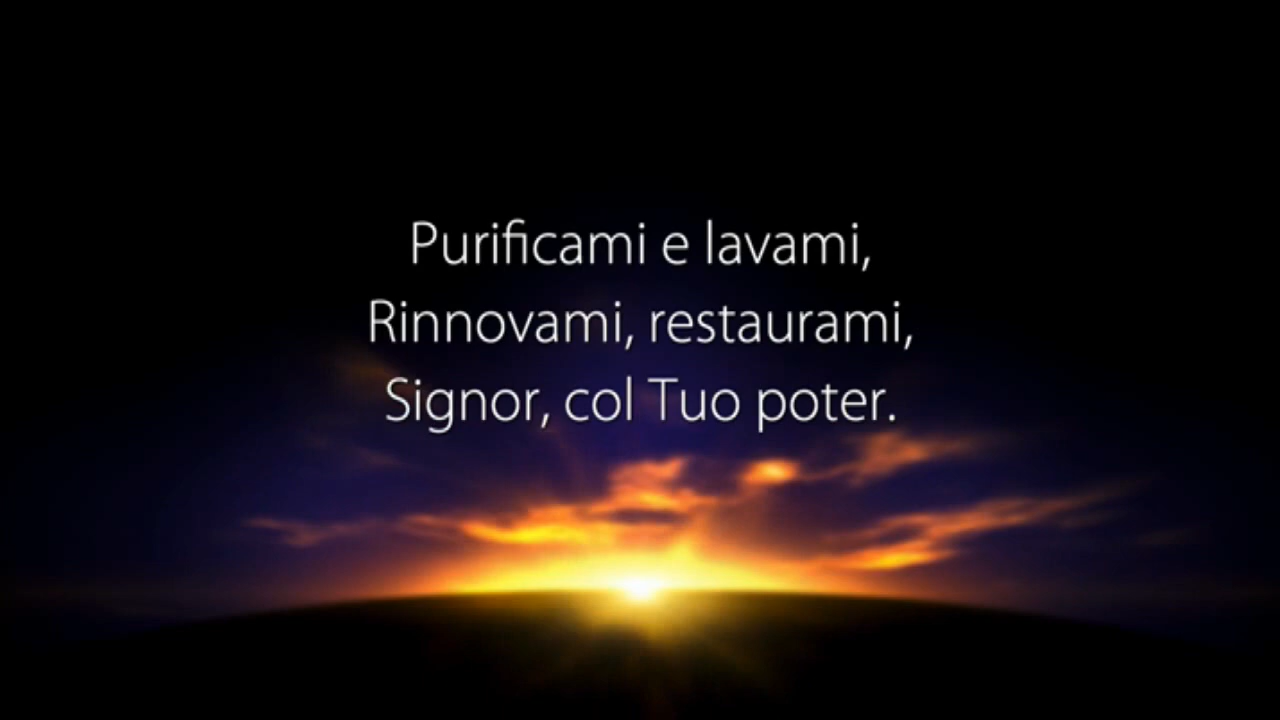 Purificami e lavami,
Rinnovami, restaurami,
Signor, col Tuo poter.